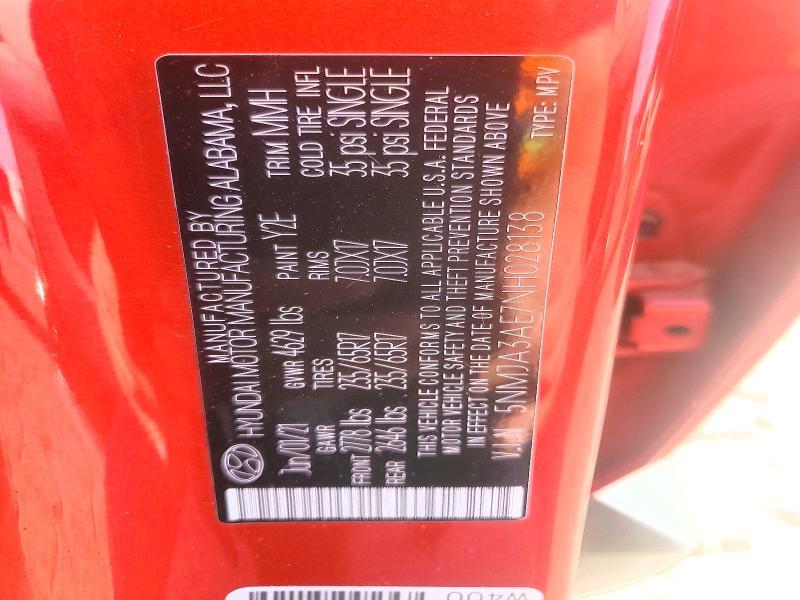 MANUFACTURED BY
HYUNDAI MOTOR MANUFACTURING ALABAMA, LLC
Jun/01/21 GVWR 4629 lbs PAINT Y2E TRIM MMH
GAWR TIRES RIMS COLD TIRE INFL
FRONT 2778 lbs 235/65R17 7.0JX17 35 psi SINGLE
REAR 2646 lbs 235/65R17 7.0JX17 35 psi SINGLE
THIS VEHICLE CONFORMS TO ALL APPLICABLE U.S.A. FEDERAL
MOTOR VEHICLE SAFETY AND THEFT PREVENTION STANDARDS
IN EFFECT ON THE DATE OF MANUFACTURE SHOWN ABOVE
V.I.N: 5NMJA3AE7NH028138
TYPE: MPV